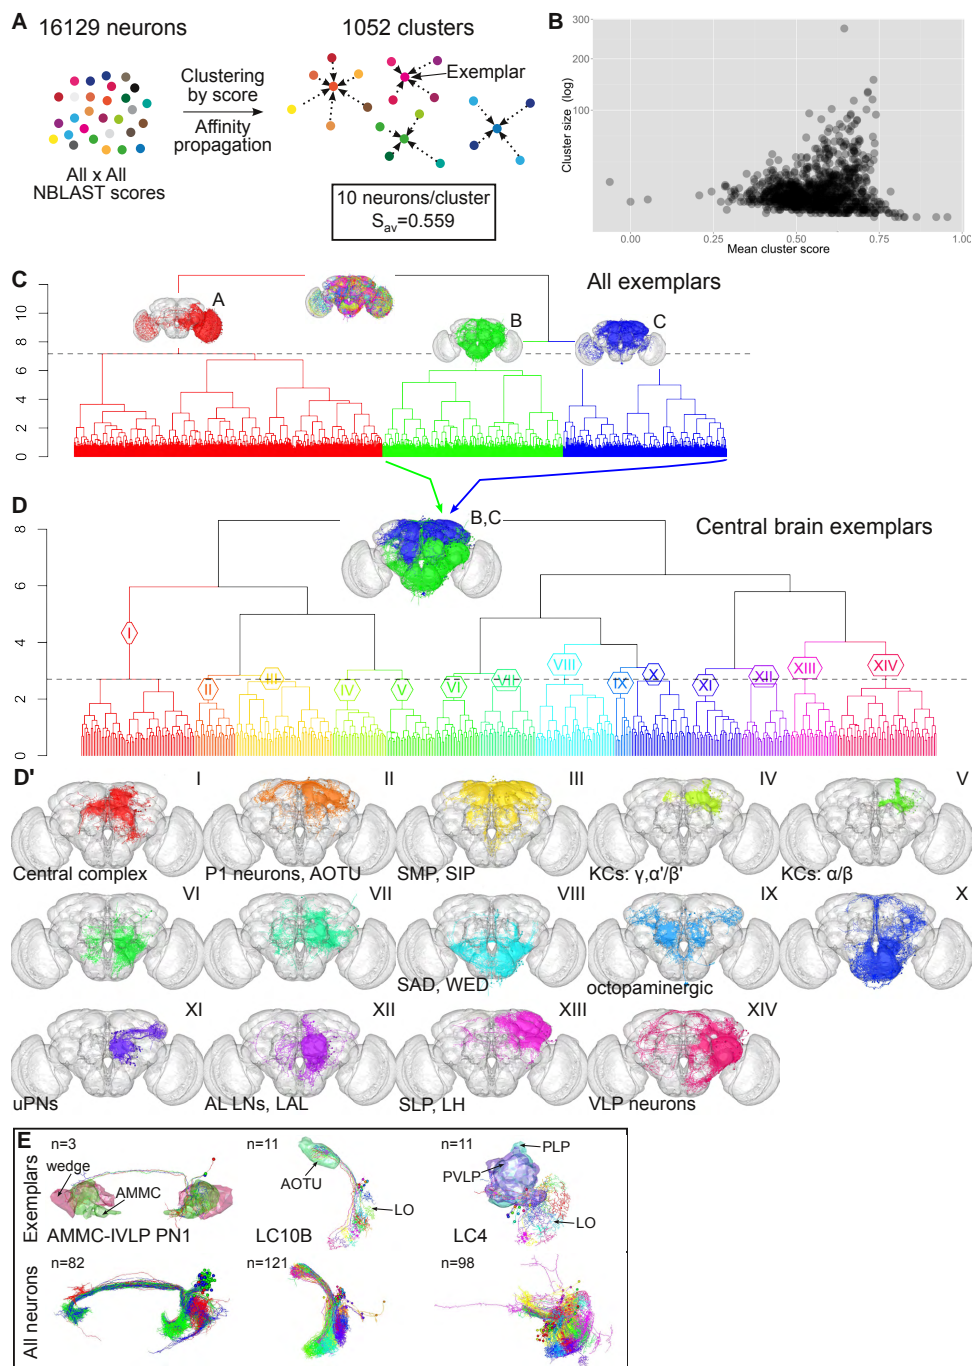 A
16129 neurons
1052 clusters
Clustering
by score
Affinity
propagation
Exemplar
All x All
NBLAST scores
10 neurons/cluster
Sav=0.559
B
300
200
100
Cluster size (log)
0.00
0.25
0.50
0.75
1.00
Mean cluster score
C
All exemplars
A
B
C
10
8
6
4
2
0
D
Central brain exemplars
B,C
8
6
4
2
0
I
II
III
IV
V
VI
VII
VIII
IX
X
XI
XII
XIII
XIV
D'
I
II
III
IV
V
Central complex
P1 neurons, AOTU
SMP, SIP
KCs: γ,α'/β'
KCs: α/β
VI
VII
VIII
IX
X
SAD, WED
octopaminergic
XI
XII
XIII
XIV
uPNs
AL LNs, LAL
SLP, LH
VLP neurons
E
Exemplars
n=3
wedge
AMMC
AMMC-IVLP PN1
n=11
AOTU
LO
LC10B
n=11
PLP
PVLP
LO
LC4
All neurons
n=82
n=121
n=98